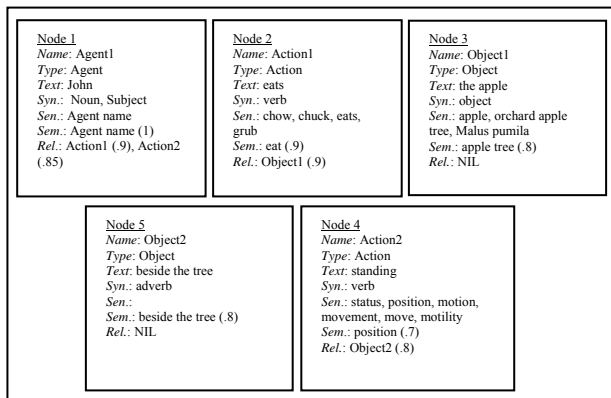 Node 1
Name: Agent1
Type: Agent
Text: John
Syn.: Noun, Subject
Sen: Agent name
Sem: Agent name (1)
Rel.: Action1 (.9), Action2
(.85)
Node 2
Name: Action1
Type: Action
Text: eats
Syn.: verb
Sen: chow, chuck, eats,
grub
Sem.: eat (.9)
Rel.: Object1 (.9)
Node 3
Name: Object1
Type: Object
Text: the apple
Syn.: object
Sen.: apple, orchard apple
tree, Malus pumila
Sem.: apple tree (.8)
Rel.: NIL
Node 5
Name: Object2
Type: Object
Text: beside the tree
Syn.: adverb
Sen.:
Sem.: beside the tree (.8)
Rel.: NIL
Node 4
Name: Action2
Type: Action
Text: standing
Syn.: verb
Sen.: status, position, motion,
movement, move, motility
Sem.: position (.7)
Rel.: Object2 (.8)